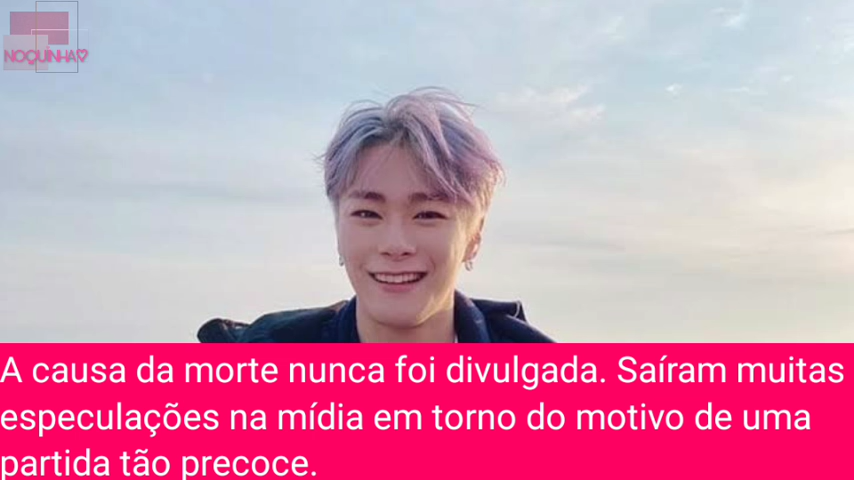 NOQUINHA♡
A causa da morte nunca foi divulgada. Saíram muitas
especulações na mídia em torno do motivo de uma
partida tão precoce.